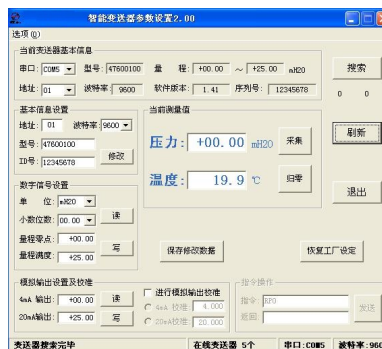 智能变送器参数设置2.00
选项(O)
当前变送器基本信息
串口: COM5 型号: 47600100 量 程: +00.00 ~ +25.00 mH2O 搜索
地址: 01 波特率: 9600 软件版本: 1.41 序列号: 12345678 0 0
基本信息设置
地址: 01 波特率: 9600
型号: 47600100
ID号: 12345678 修改
当前测量值
压力: +00.00 mH2O 采集
温度: 19.9 ℃ 归零
刷新
退出
数字信号设置
单 位: mH2O
小数位数: 00.00 读
量程零点: +00.00
量程满度: +25.00 写
保存修改数据 恢复工厂设定
模拟输出设置及校准
4mA 输出: +00.00 读
20mA输出: +25.00 写
进行模拟输出校准
4mA 校准: 4.000
20mA校准: 20.000
指令操作
指令: RPO
返回: 发送
变送器搜索完毕 在线变送器 5个 串口:COM5 波特率:960